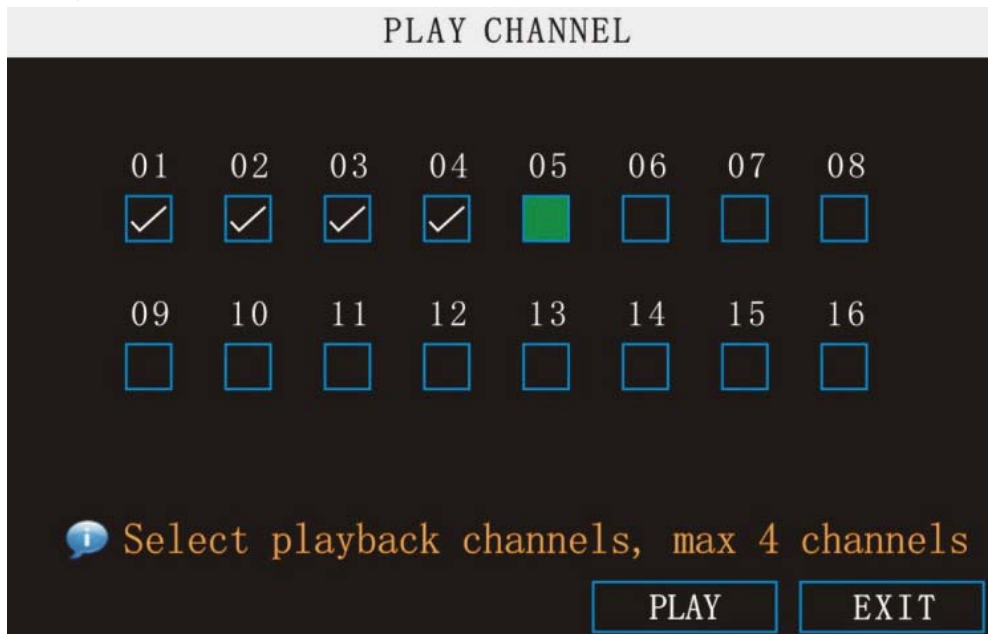 PLAY CHANNEL
01 02 03 04 05 06 07 08
09 10 11 12 13 14 15 16
Select playback channels, max 4 channels
PLAY EXIT